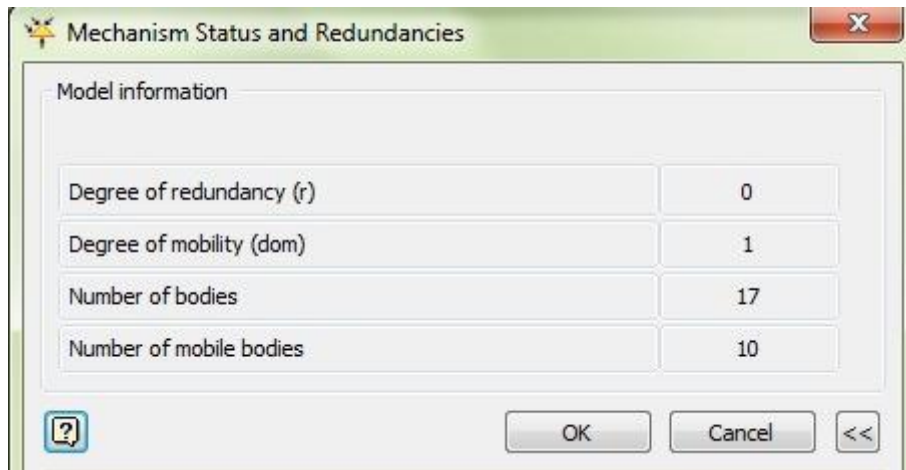 Mechanism Status and Redundancies
Model information
Degree of redundancy (r) 0
Degree of mobility (dom) 1
Number of bodies 17
Number of mobile bodies 10
? OK Cancel <<